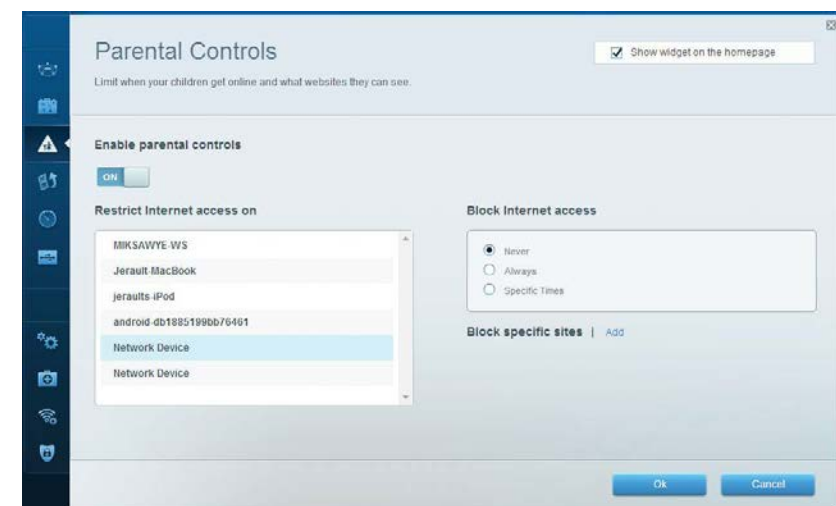 Parental Controls
Show widget on the homepage
Limit when your children get online and what websites they can see.
Enable parental controls
ON
Restrict Internet access on
MIKSAWYE-WS
Jerault-MacBook
jeraults-iPod
android-db1885199bb76461
Network Device
Network Device
Block Internet access
Never
Always
Specific Times
Block specific sites | Add
Ok
Cancel